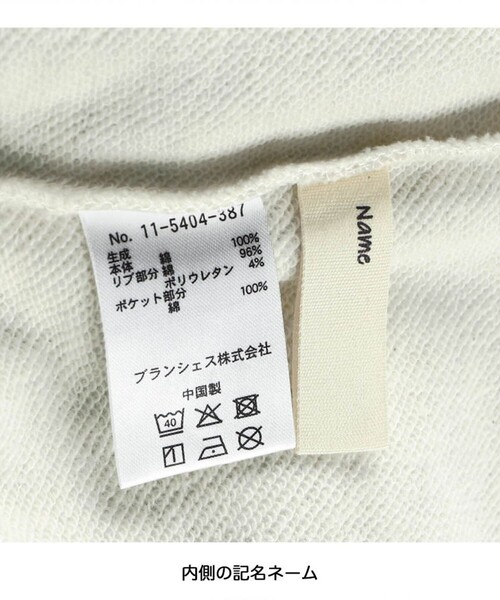 No. 11-5404-387
生成
本体 綿 100%
リブ部分 綿 96%
ポリウレタン 4%
ポケット部分
綿 100%
ブランシェス株式会社
中国製
40
Name
内側の記名ネーム